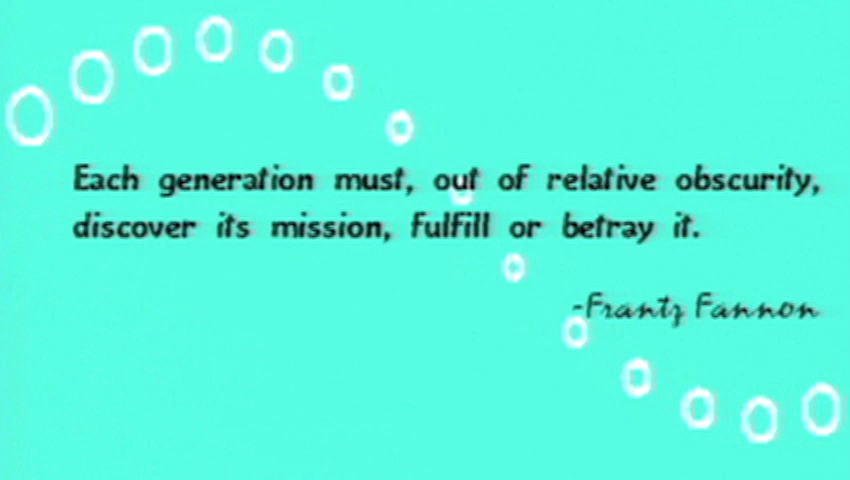 Each generation must, out of relative obscurity,
discover its mission, fulfill or betray it.
-Frantz Fannon